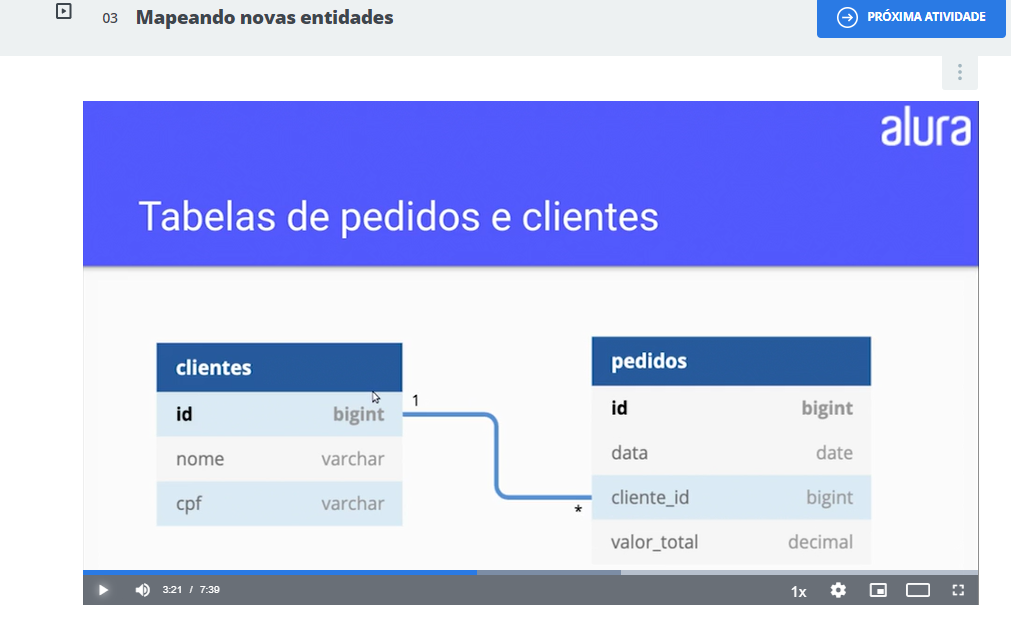 03 Mapeando novas entidades
PRÓXIMA ATIVIDADE
alura
Tabelas de pedidos e clientes
clientes
id bigint
nome varchar
cpf varchar
1
*
pedidos
id bigint
data date
cliente_id bigint
valor_total decimal
3:21 / 7:39
1x